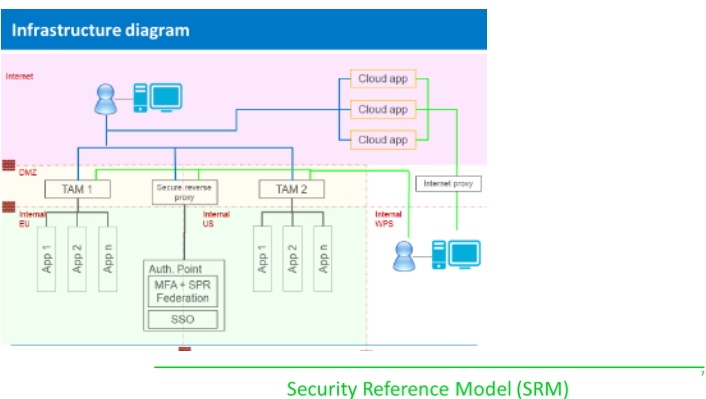 Infrastructure diagram
Internet
Cloud app
Cloud app
Cloud app
DMZ
TAM 1
Secure reverse
proxy
TAM 2
Internet proxy
Internal
EU
Internal
US
Internal
WPS
App 1
App 2
App n
App 1
App 2
App n
Auth. Point
MFA + SPR
Federation
SSO
7
Security Reference Model (SRM)